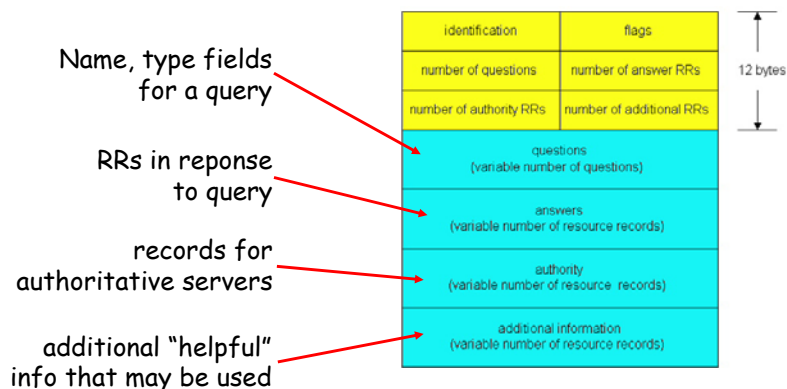 identification
flags
number of questions
number of answer RRs
number of authority RRs
number of additional RRs
12 bytes
Name, type fields
for a query
questions
(variable number of questions)
RRs in reponse
to query
answers
(variable number of resource records)
records for
authoritative servers
authority
(variable number of resource records)
additional "helpful"
info that may be used
additional information
(variable number of resource records)